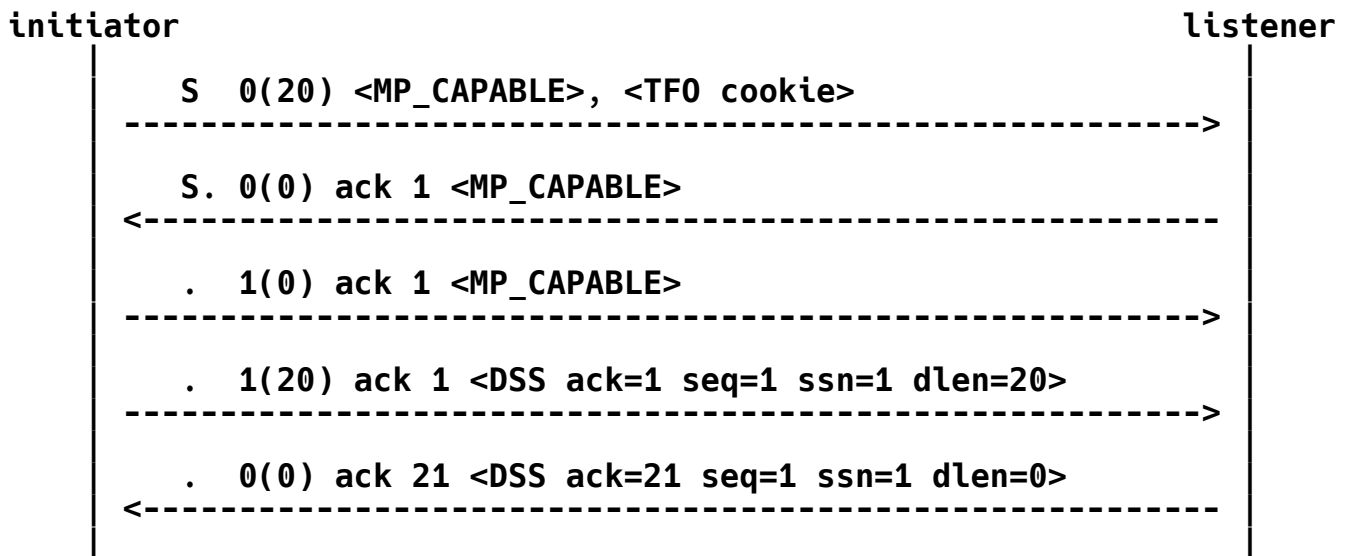 initiator listener
S 0(20) <MP_CAPABLE>, <TFO cookie>
S. 0(0) ack 1 <MP_CAPABLE>
. 1(0) ack 1 <MP_CAPABLE>
. 1(20) ack 1 <DSS ack=1 seq=1 ssn=1 dlen=20>
. 0(0) ack 21 <DSS ack=21 seq=1 ssn=1 dlen=0>